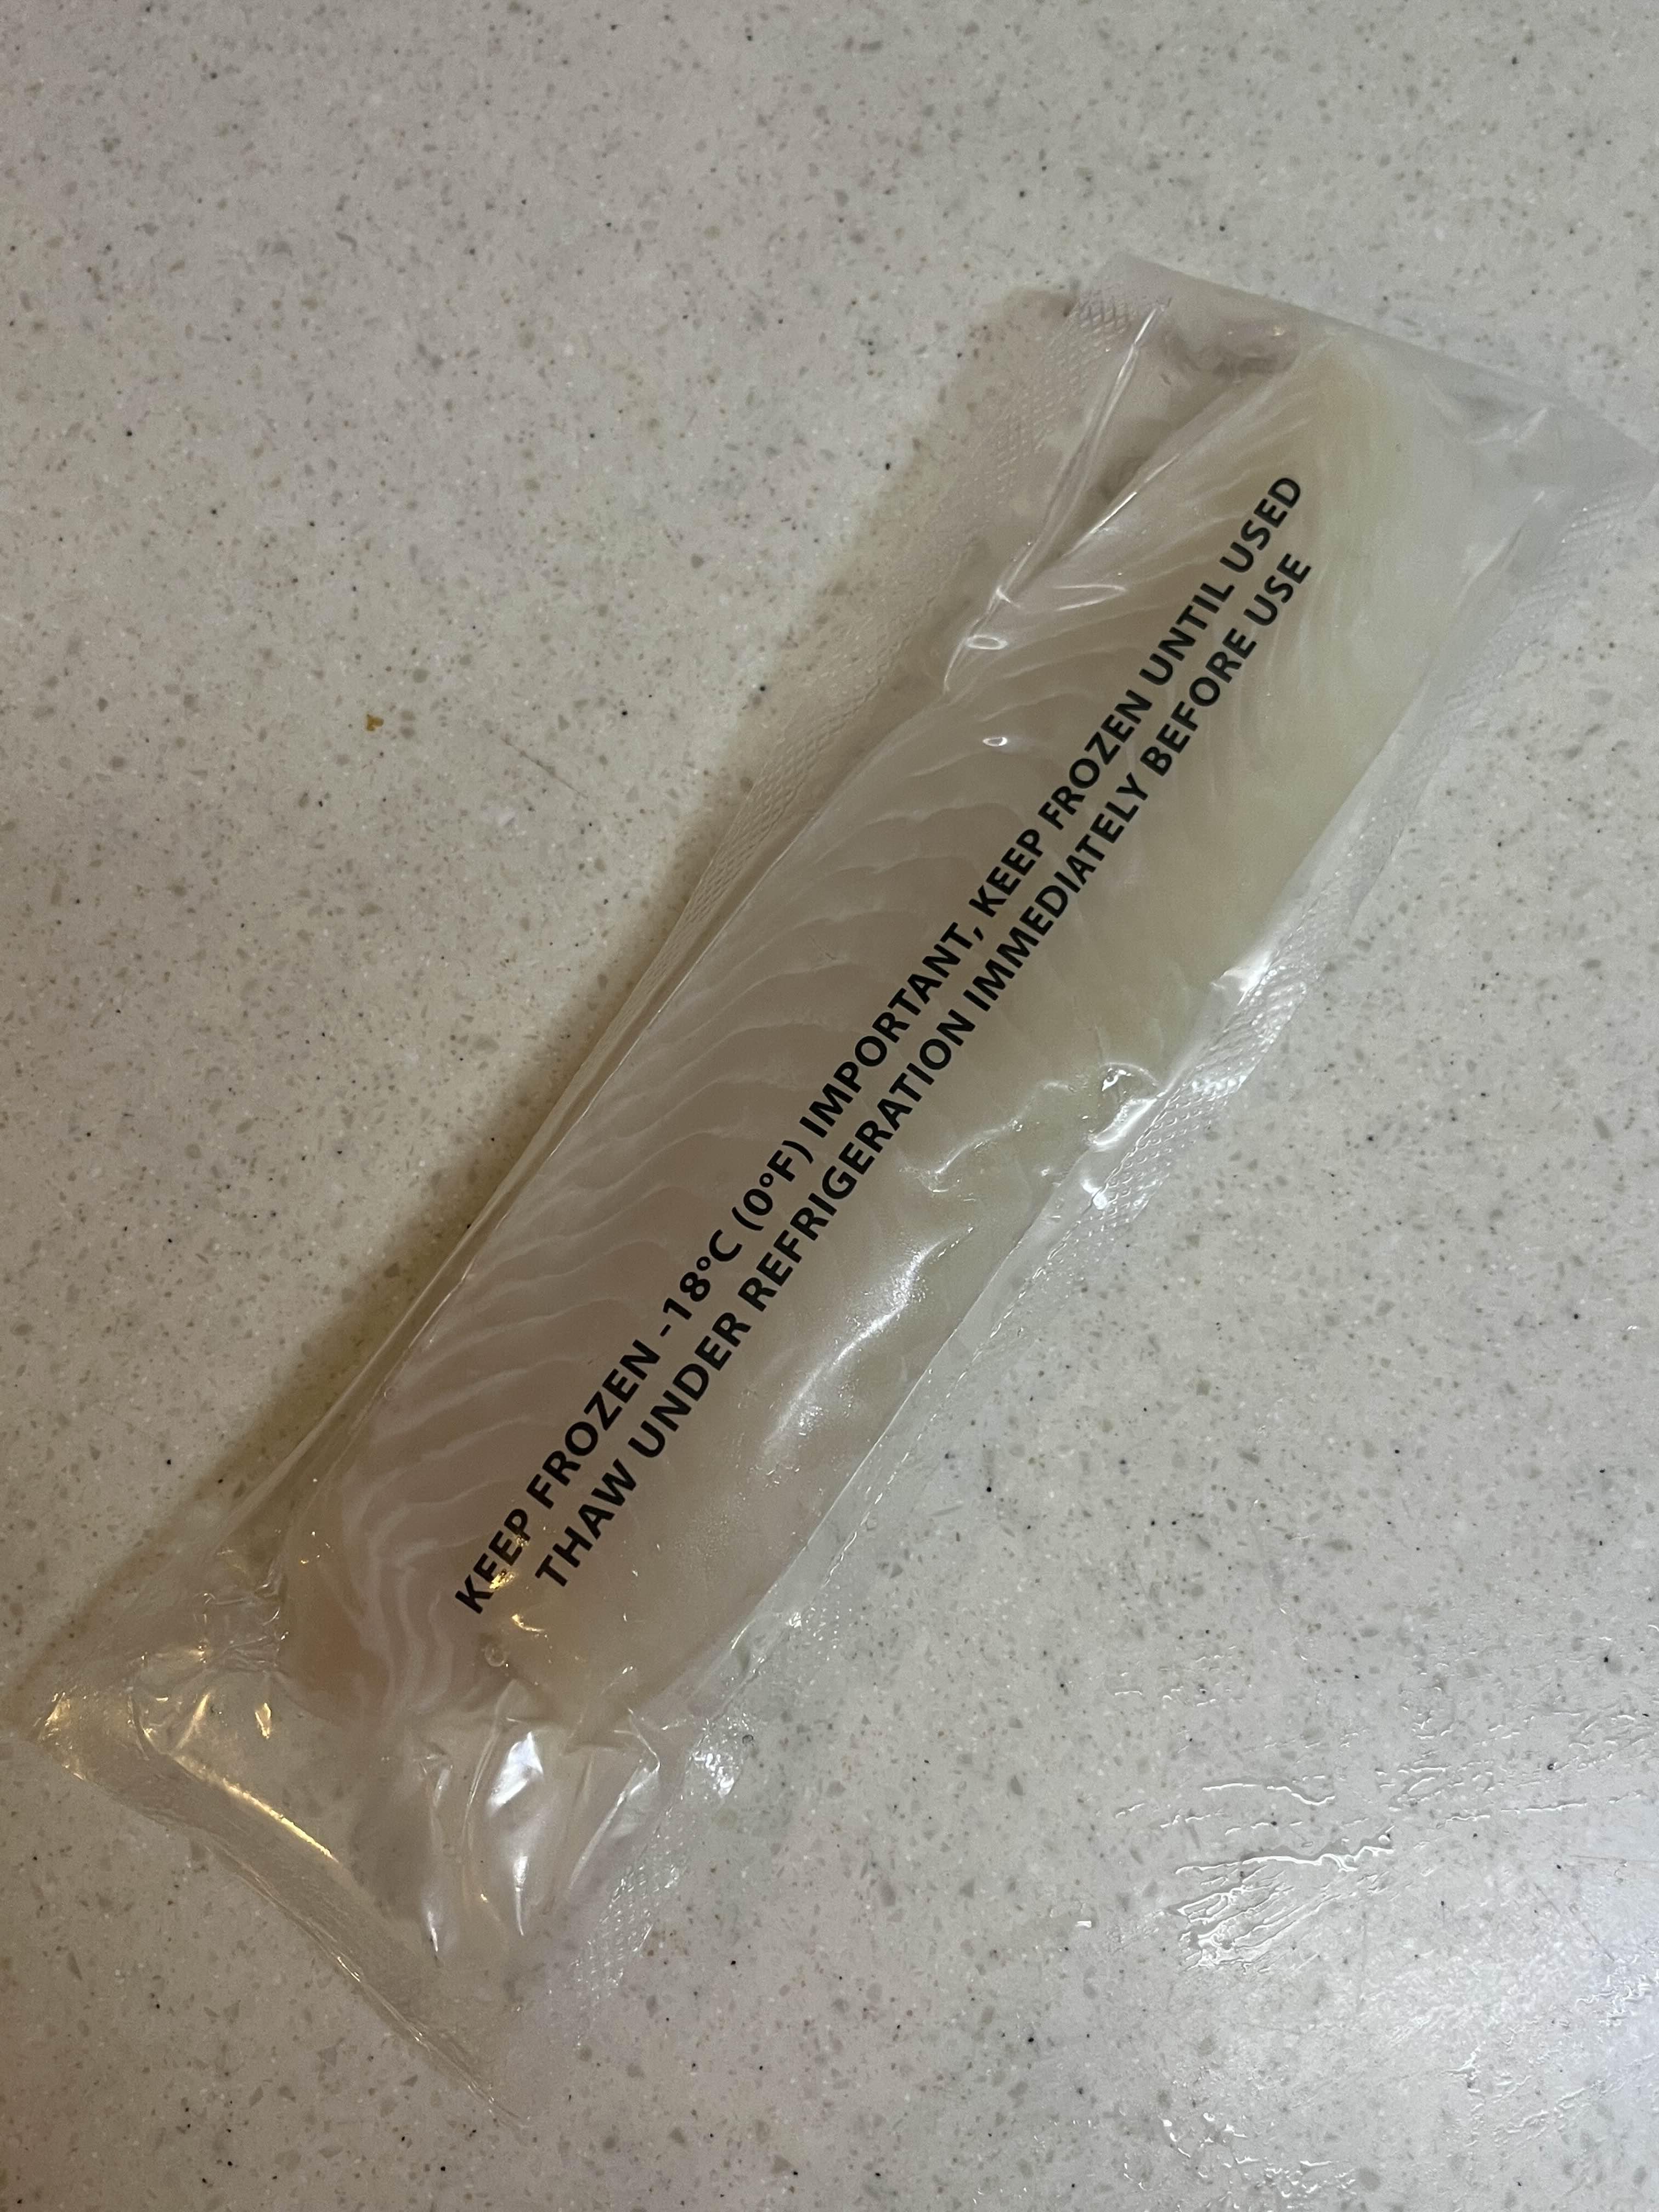 KEEP FROZEN -18°C (0°F) IMPORTANT, KEEP FROZEN UNTIL USED
THAW UNDER REFRIGERATION IMMEDIATELY BEFORE USE